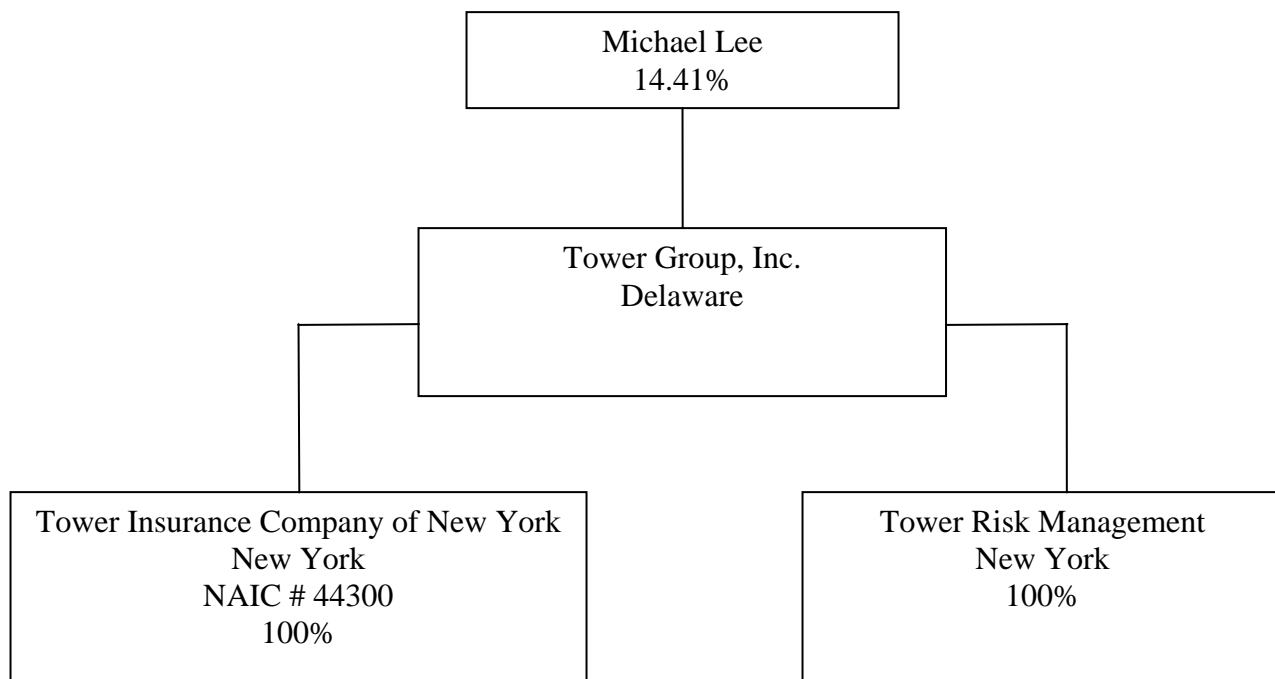 Michael Lee
14.41%
Tower Group, Inc.
Delaware
Tower Insurance Company of New York
New York
NAIC # 44300
100%
Tower Risk Management
New York
100%